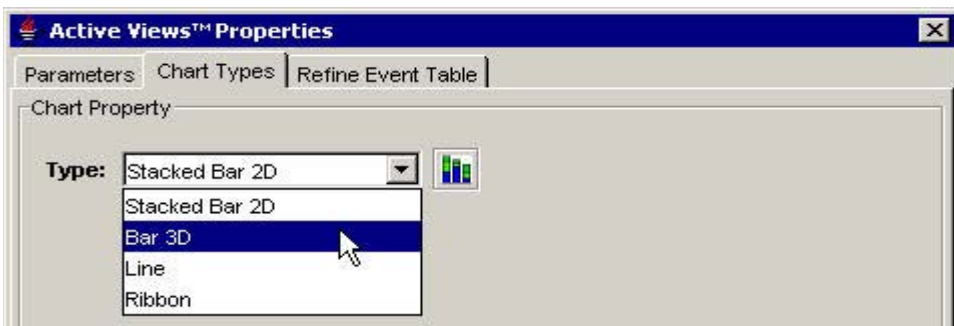 Active Views™ Properties
Parameters Chart Types Refine Event Table
Chart Property
Type: Stacked Bar 2D
Stacked Bar 2D
Bar 3D
Line
Ribbon